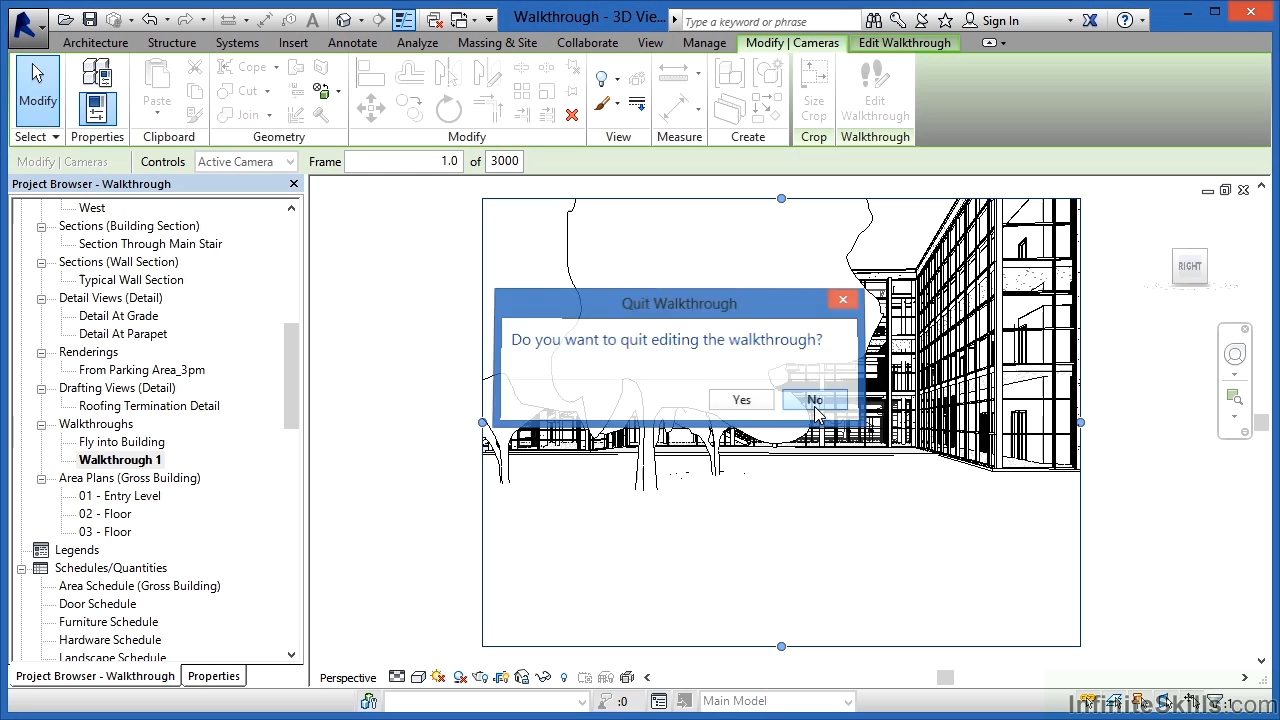 Walkthrough - 3D Vie...
Type a keyword or phrase
Sign In
Architecture
Structure
Systems
Insert
Annotate
Analyze
Massing & Site
Collaborate
View
Manage
Modify | Cameras
Edit Walkthrough
Modify
Paste
Cope
Cut
Join
Size
Crop
Edit
Walkthrough
Select
Properties
Clipboard
Geometry
Modify
View
Measure
Create
Crop
Walkthrough
Modify | Cameras
Controls
Active Camera
Frame
1.0
of
3000
Project Browser - Walkthrough
West
Sections (Building Section)
Section Through Main Stair
Sections (Wall Section)
Typical Wall Section
Detail Views (Detail)
Detail At Grade
Detail At Parapet
Renderings
From Parking Area_3pm
Drafting Views (Detail)
Roofing Termination Detail
Walkthroughs
Fly into Building
Walkthrough 1
Area Plans (Gross Building)
01 - Entry Level
02 - Floor
03 - Floor
Legends
Schedules/Quantities
Area Schedule (Gross Building)
Door Schedule
Furniture Schedule
Hardware Schedule
Landscape Schedule
Project Browser - Walkthrough
Properties
RIGHT
Quit Walkthrough
Do you want to quit editing the walkthrough?
Yes
No
Perspective
:0
Main Model
InfiniteSkills.com